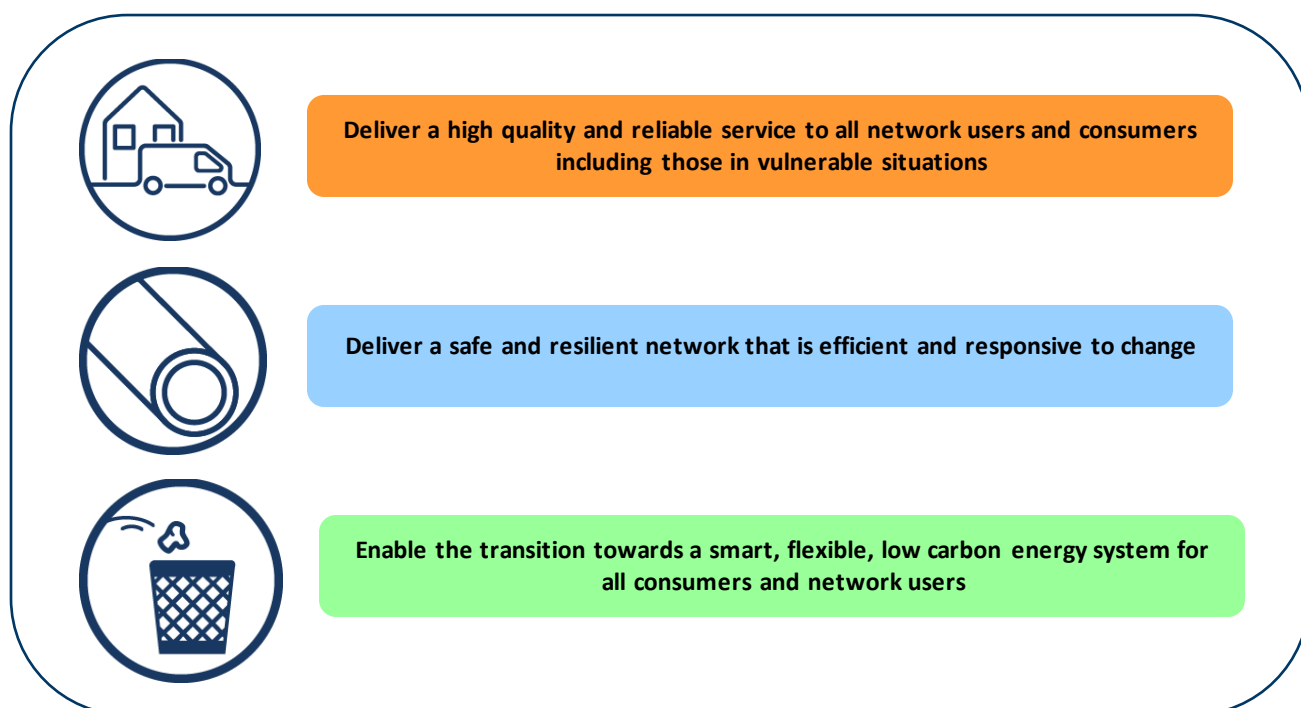 Deliver a high quality and reliable service to all network users and consumers
including those in vulnerable situations
Deliver a safe and resilient network that is efficient and responsive to change
Enable the transition towards a smart, flexible, low carbon energy system for
all consumers and network users